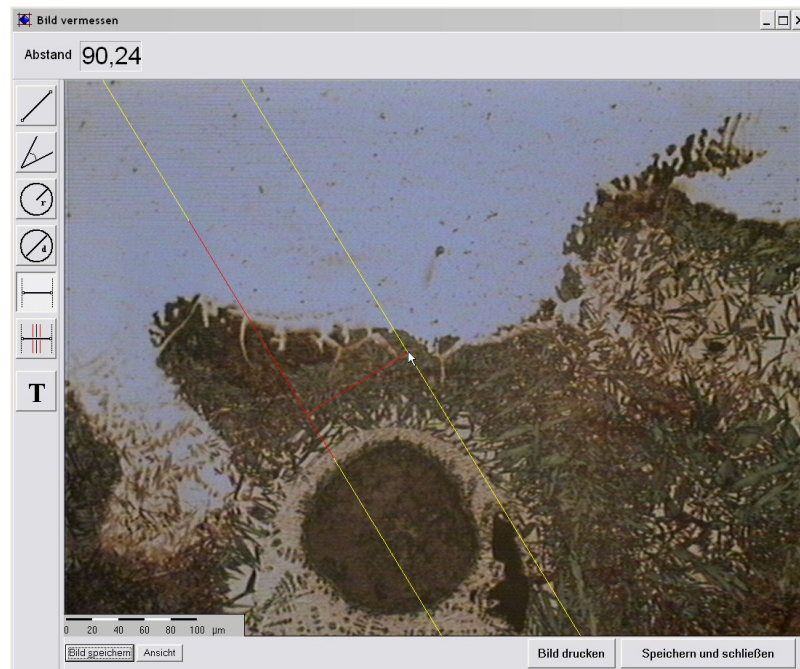 Bild vermessen
Abstand 90,24
r
d
T
0 20 40 60 80 100 µm
Bild speichern Ansicht
Bild drucken Speichern und schließen